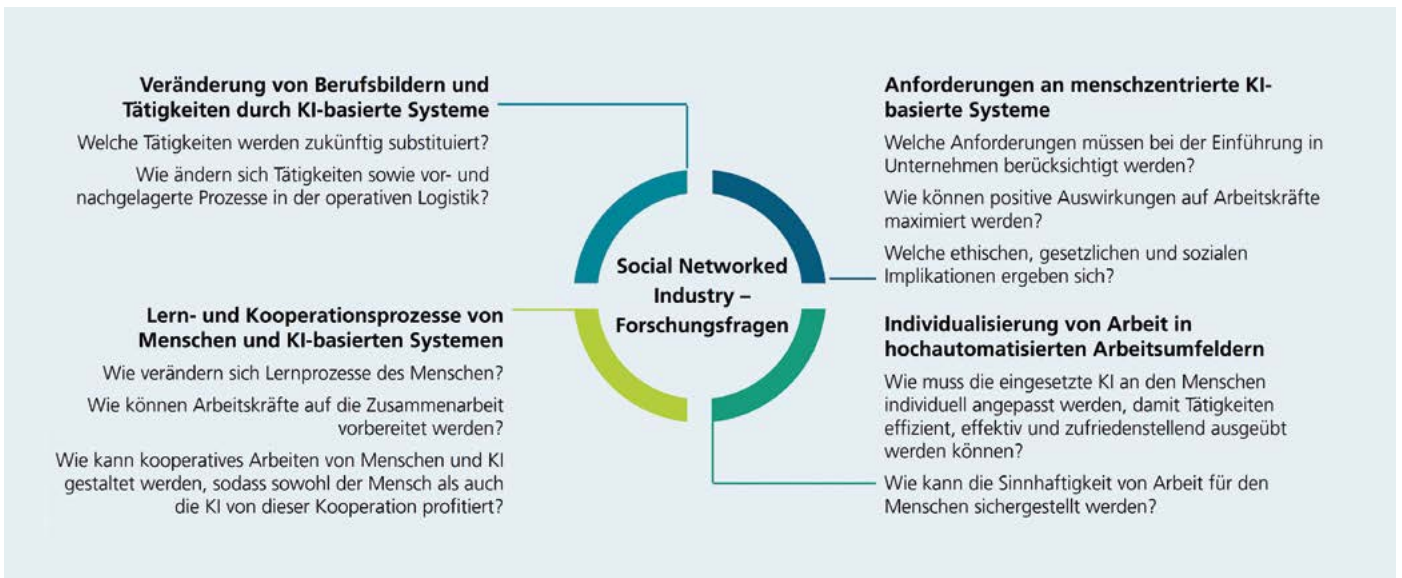 Veränderung von Berufsbildern und
Tätigkeiten durch KI-basierte Systeme
Welche Tätigkeiten werden zukünftig substituiert?
Wie ändern sich Tätigkeiten sowie vor- und
nachgelagerte Prozesse in der operativen Logistik?
Anforderungen an menschzentrierte KI-
basierte Systeme
Welche Anforderungen müssen bei der Einführung in
Unternehmen berücksichtigt werden?
Wie können positive Auswirkungen auf Arbeitskräfte
maximiert werden?
Welche ethischen, gesetzlichen und sozialen
Implikationen ergeben sich?
Social Networked
Industry –
Forschungsfragen
Lern- und Kooperationsprozesse von
Menschen und KI-basierten Systemen
Wie verändern sich Lernprozesse des Menschen?
Wie können Arbeitskräfte auf die Zusammenarbeit
vorbereitet werden?
Wie kann kooperatives Arbeiten von Menschen und KI
gestaltet werden, sodass sowohl der Mensch als auch
die KI von dieser Kooperation profitiert?
Individualisierung von Arbeit in
hochautomatisierten Arbeitsumfeldern
Wie muss die eingesetzte KI an den Menschen
individuell angepasst werden, damit Tätigkeiten
effizient, effektiv und zufriedenstellend ausgeübt
werden können?
Wie kann die Sinnhaftigkeit von Arbeit für den
Menschen sichergestellt werden?